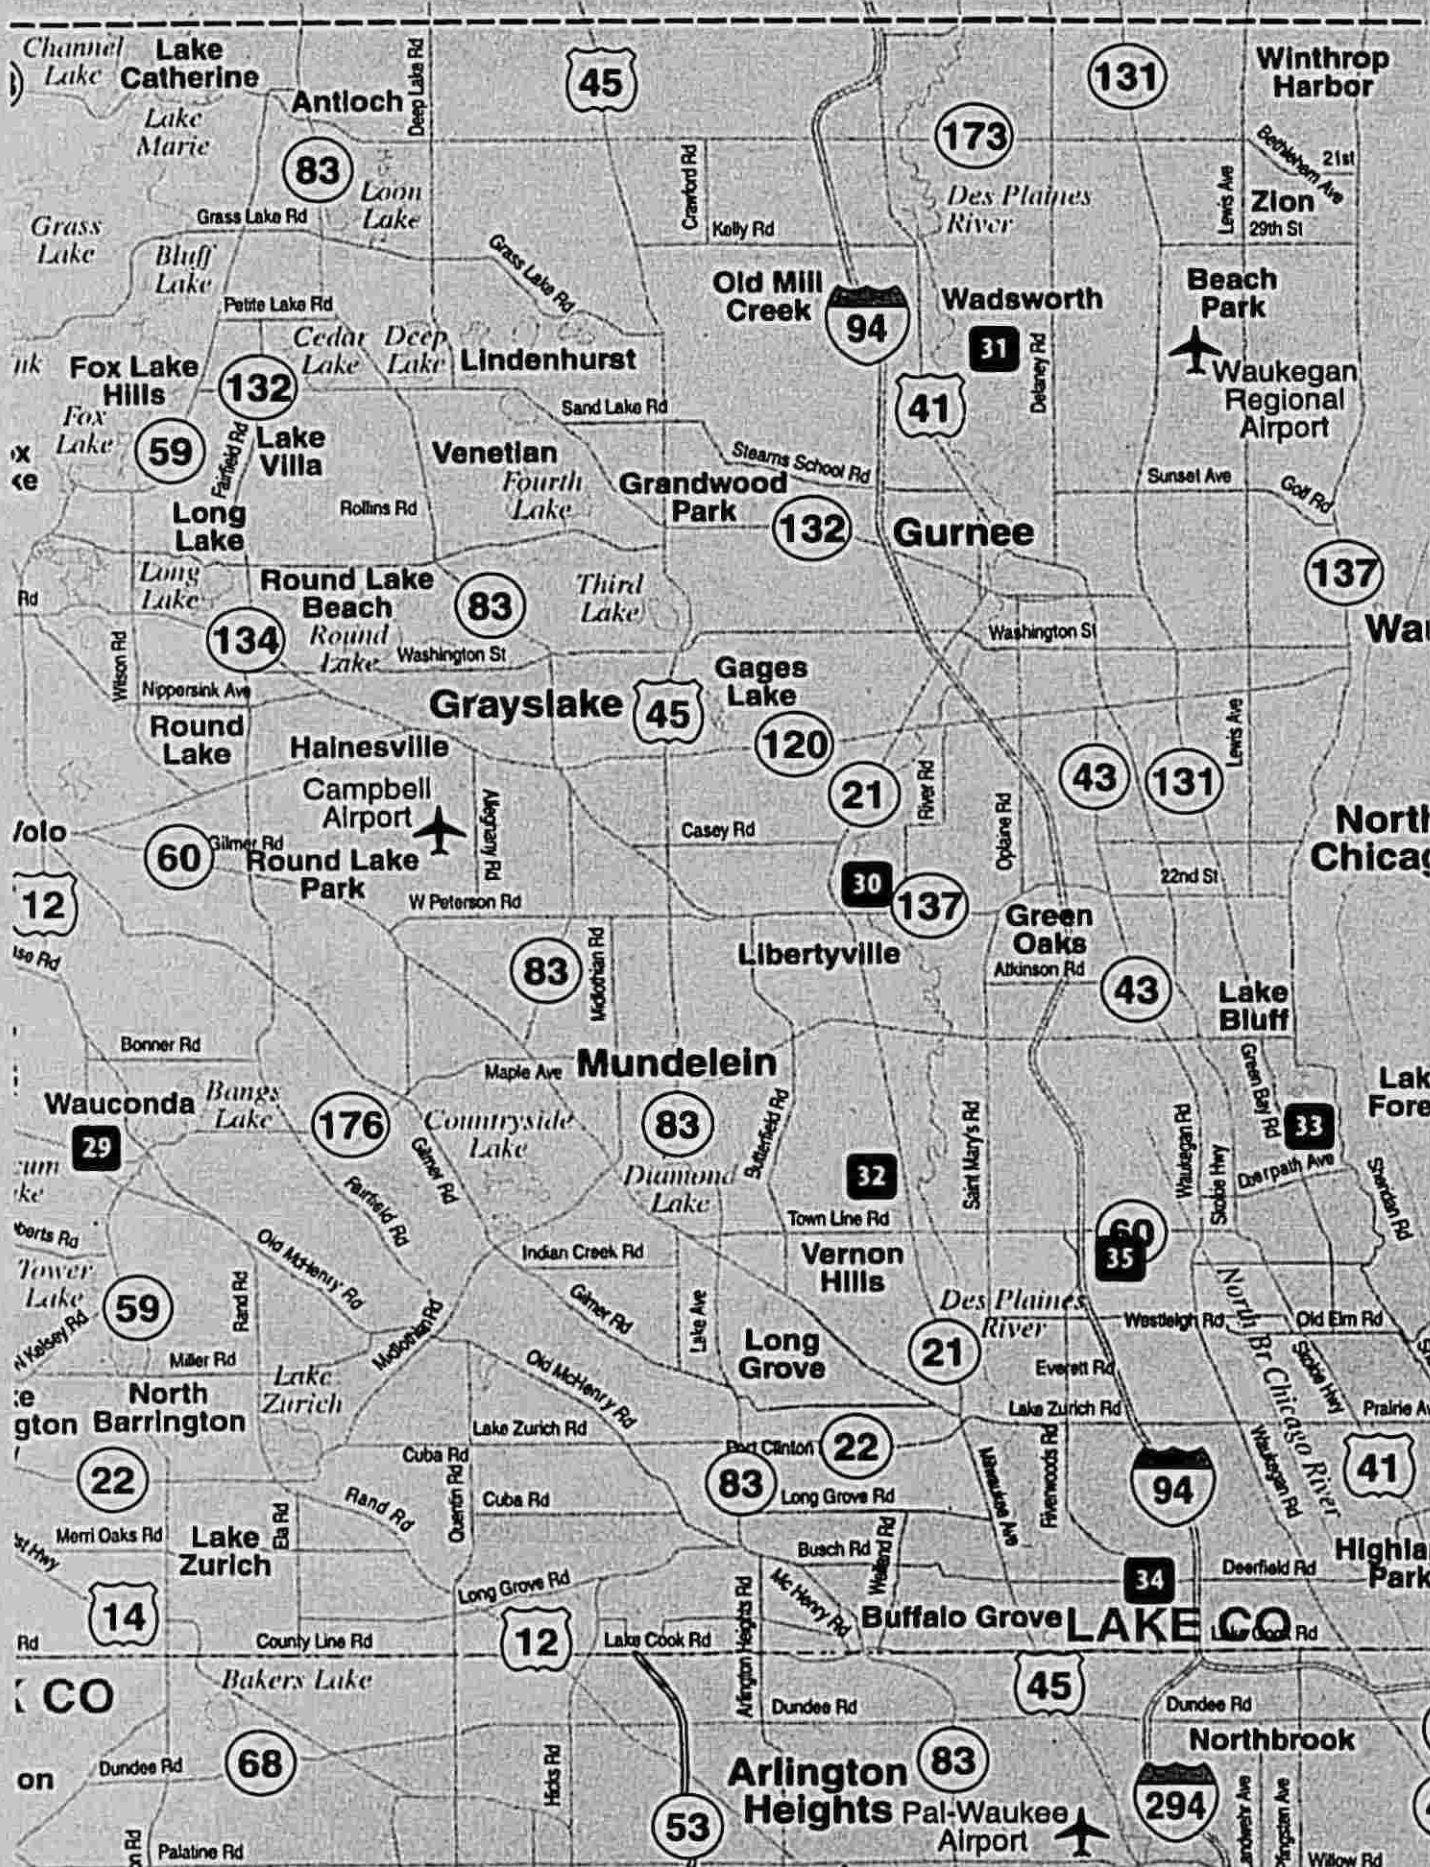 Channel
Lake
Lake
Catherine
Antioch
Deep Lake Rd
45
131
Winthrop
Harbor
Lake
Marie
173
Bethlehem Ave
21st
83
Loon
Lake
Crawford Rd
Des Plaines
River
Lewis Ave
Zion
29th St
Grass
Lake
Grass Lake Rd
Kelly Rd
Bluff
Lake
Grass Lake Rd
Old Mill
Creek
94
Wadsworth
Beach
Park
Petite Lake Rd
Cedar
Lake
Deep
Lake
Lindenhurst
31
Delaney Rd
Waukegan
Regional
Airport
Fox Lake
Hills
132
41
Fox
Lake
59
Fairfield Rd
Lake
Villa
Sand Lake Rd
Venetian
Stearns School Rd
Fourth
Lake
Grandwood
Park
Sunset Ave
Golf Rd
Long
Lake
Rollins Rd
132
Gurnee
137
Long
Lake
Round Lake
Beach
83
Third
Lake
Rd
134
Round
Lake
Washington St
Washington St
Wilson Rd
Nippersink Ave
Gages
Lake
Grayslake
45
Round
Lake
Hainesville
120
Lewis Ave
Campbell
Airport
Allegnany Rd
21
River Rd
43
131
Casey Rd
Oplaine Rd
60
Gilmer Rd
Round Lake
Park
30
137
22nd St
12
W Peterson Rd
Green
Oaks
83
Midlothian Rd
Libertyville
Atkinson Rd
43
Lake
Bluff
Bonner Rd
Maple Ave
Mundelein
Green Bay Rd
Wauconda
Bangs
Lake
176
Countryside
Lake
83
Butterfield Rd
Saint Mary's Rd
Waukegan Rd
33
29
Gilmer Rd
Diamond
Lake
32
Skokie Hwy
Deerpath Ave
Sheridan Rd
Fairfield Rd
Town Line Rd
60
35
Old McHenry Rd
Indian Creek Rd
Vernon
Hills
Tower
Lake
59
Rand Rd
Gilmer Rd
Lake Ave
Des Plaines
River
North Br Chicago River
N Kelsey Rd
Midlothian Rd
Westleigh Rd
Old Elm Rd
Miller Rd
Long
Grove
21
Everett Rd
Skokie Hwy
Lake
Zurich
Old McHenry Rd
North
Barrington
Lake Zurich Rd
Lake Zurich Rd
22
Cuba Rd
Port Clinton
22
Milwaukee Ave
Riverwoods Rd
Waukegan Rd
41
Rand Rd
Quentin Rd
Cuba Rd
83
Long Grove Rd
94
Merri Oaks Rd
Lake
Zurich
Ela Rd
Busch Rd
Weiland Rd
34
Deerfield Rd
14
Long Grove Rd
Arlington Heights Rd
Mc Henry Rd
Buffalo Grove
LAKE CO
Rd
County Line Rd
12
Lake Cook Rd
Lake Cook Rd
CO
Bakers Lake
45
Dundee Rd
Dundee Rd
Northbrook
Dundee Rd
68
Hicks Rd
Arlington
Heights
83
53
Pal-Waukee
Airport
294
Palatine Rd
Willow Rd